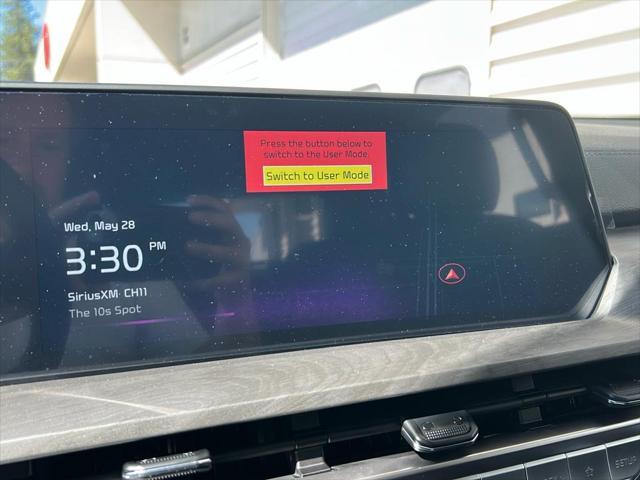 Press the button below to
switch to the User Mode.
Switch to User Mode
Wed, May 28
3:30 PM
SiriusXM CH11
The 10s Spot
SETUP